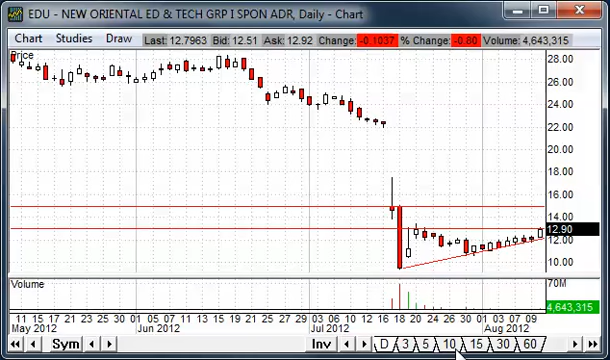 EDU - NEW ORIENTAL ED & TECH GRP I SPON ADR, Daily - Chart
Chart Studies Draw Last: 12.7963 Bid: 12.51 Ask: 12.92 Change: -0.1037 % Change: -0.80 Volume: 4,643,315
Price
28.00
26.00
24.00
22.00
20.00
18.00
16.00
14.00
12.90
12.00
10.00
Volume
70M
4,643,315
11 15 17 21 23 25 30 01 05 07 11 13 15 19 21 25 27 29 03 06 10 12 16 18 20 24 26 30 01 03 07 09
May 2012 Jun 2012 Jul 2012 Aug 2012
Sym Inv D 3 5 10 15 30 60